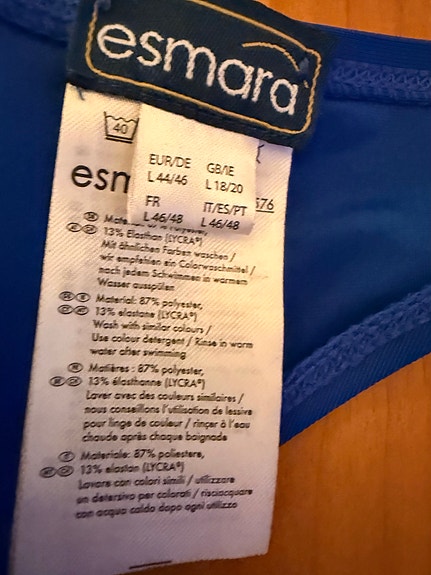 esmara
40
EUR/DE GB/IE
L 44/46 L 18/20
FR IT/ES/PT
L 46/48 L 46/48
esm
576
13% Elasthan (LYCRA®)
Mit ähnlichen Farben waschen /
wir empfehlen ein Colorwaschmittel /
nach jedem Schwimmen in warmem
Wasser ausspülen
Material: 87% polyester,
13% elastane (LYCRA®)
Wash with similar colours /
Use colour detergent / Rinse in warm
water after swimming
Matières : 87% polyester,
13% élasthanne (LYCRA®)
Laver avec des couleurs similaires /
nous conseillons l'utilisation de lessive
pour linge de couleur / rinçer à l'eau
chaude après chaque baignade
Materiale: 87% poliestere,
13% elastan (LYCRA®)
Lavare con colori simili / utilizzare
un detersivo per colorati / risciacquare
con acqua calda dopo ogni utilizzo